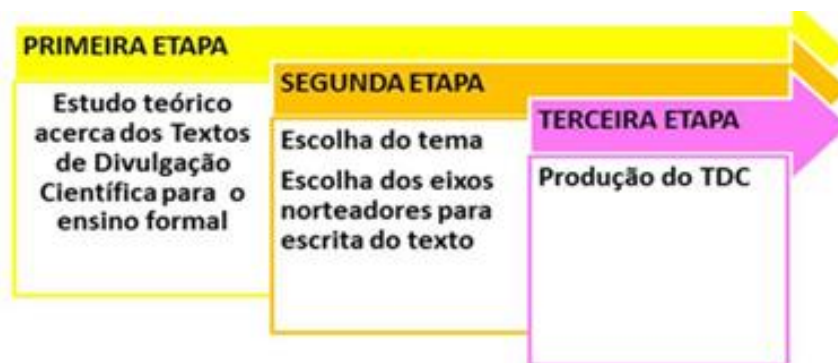 PRIMEIRA ETAPA
Estudo teórico
acerca dos Textos
de Divulgação
Científica para o
ensino formal
SEGUNDA ETAPA
Escolha do tema
Escolha dos eixos
norteadores para
escrita do texto
TERCEIRA ETAPA
Produção do TDC